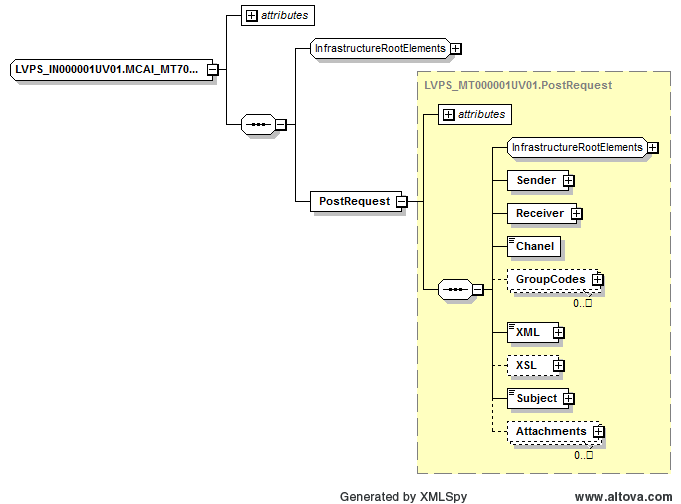 attributes
InfrastructureRootElements
LVPS_IN000001UV01.MCAI_MT70...
LVPS_MT000001UV01.PostRequest
attributes
InfrastructureRootElements
Sender
PostRequest
Receiver
Chanel
GroupCodes
0..□
XML
XSL
Subject
Attachments
0..□
Generated by XMLSpy
www.altova.com